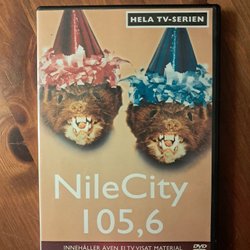 HELA TV-SERIEN
NileCity
105,6
INNEHÅLLER ÄVEN EJ TV-VISAT MATERIAL
DVD